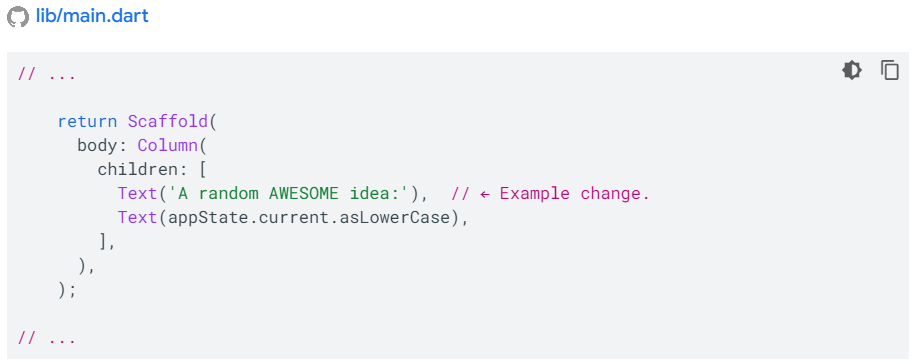 lib/main.dart
// ...
return Scaffold(
body: Column(
children: [
Text('A random AWESOME idea:'),  // ← Example change.
Text(appState.current.asLowerCase),
],
),
);
// ...